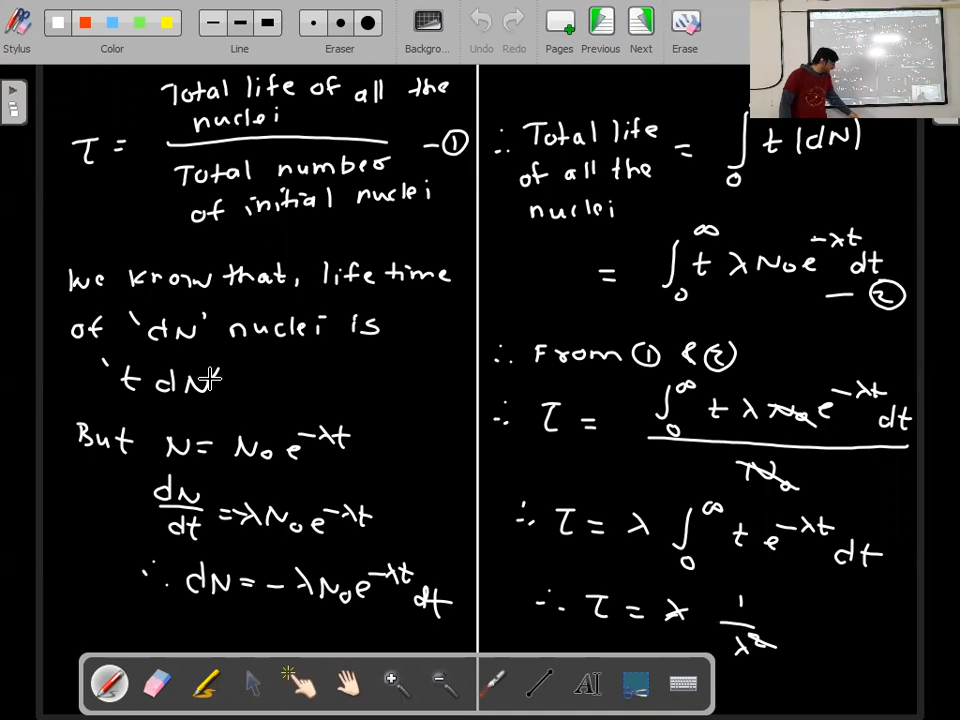 Stylus
Color
Line
Eraser
Backgro...
Undo
Redo
Pages
Previous
Next
Erase
τ = Total life of all the nuclei / Total number of initial nuclei —①
We know that, life time
of 'dN' nuclei is
't dN'
But N = N₀ e^{-λt}
dN/dt = -λN₀ e^{-λt}
∴ dN = - λN₀ e^{-λt} dt
∴ Total life of all the nuclei = ∫₀ t |dN|
= ∫₀^∞ t λ N₀ e^{-λt} dt — ②
∴ From ① & ②
∴ τ = ∫₀^∞ t λ N₀ e^{-λt} dt / N₀
∴ τ = λ ∫₀^∞ t e^{-λt} dt
∴ τ = λ 1/λ²
AI